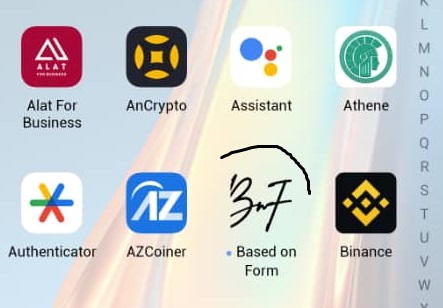 ALAT
FOR BUSINESS
Alat For
Business
AnCrypto
Assistant
Athene
Authenticator
AZ
AZCoiner
BnF
Based on
Form
Binance
K
L
M
N
O
P
Q
R
S
T
U
V
W